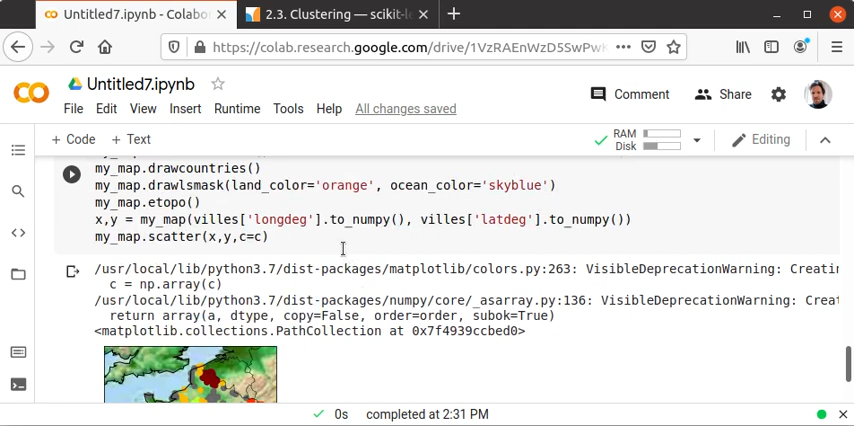 Untitled7.ipynb - Colabor
2.3. Clustering — scikit-le
https://colab.research.google.com/drive/1VzRAEnWzD5SwPwK
Untitled7.ipynb
File Edit View Insert Runtime Tools Help All changes saved
Comment Share
+ Code + Text
RAM
Disk
Editing
my_map.drawcountries()
my_map.drawlsmask(land_color='orange', ocean_color='skyblue')
my_map.etopo()
x,y = my_map(villes['longdeg'].to_numpy(), villes['latdeg'].to_numpy())
my_map.scatter(x,y,c=c)
/usr/local/lib/python3.7/dist-packages/matplotlib/colors.py:263: VisibleDeprecationWarning: Creatin
c = np.array(c)
/usr/local/lib/python3.7/dist-packages/numpy/core/_asarray.py:136: VisibleDeprecationWarning: Creat
return array(a, dtype, copy=False, order=order, subok=True)
<matplotlib.collections.PathCollection at 0x7f4939ccbed0>
0s completed at 2:31 PM